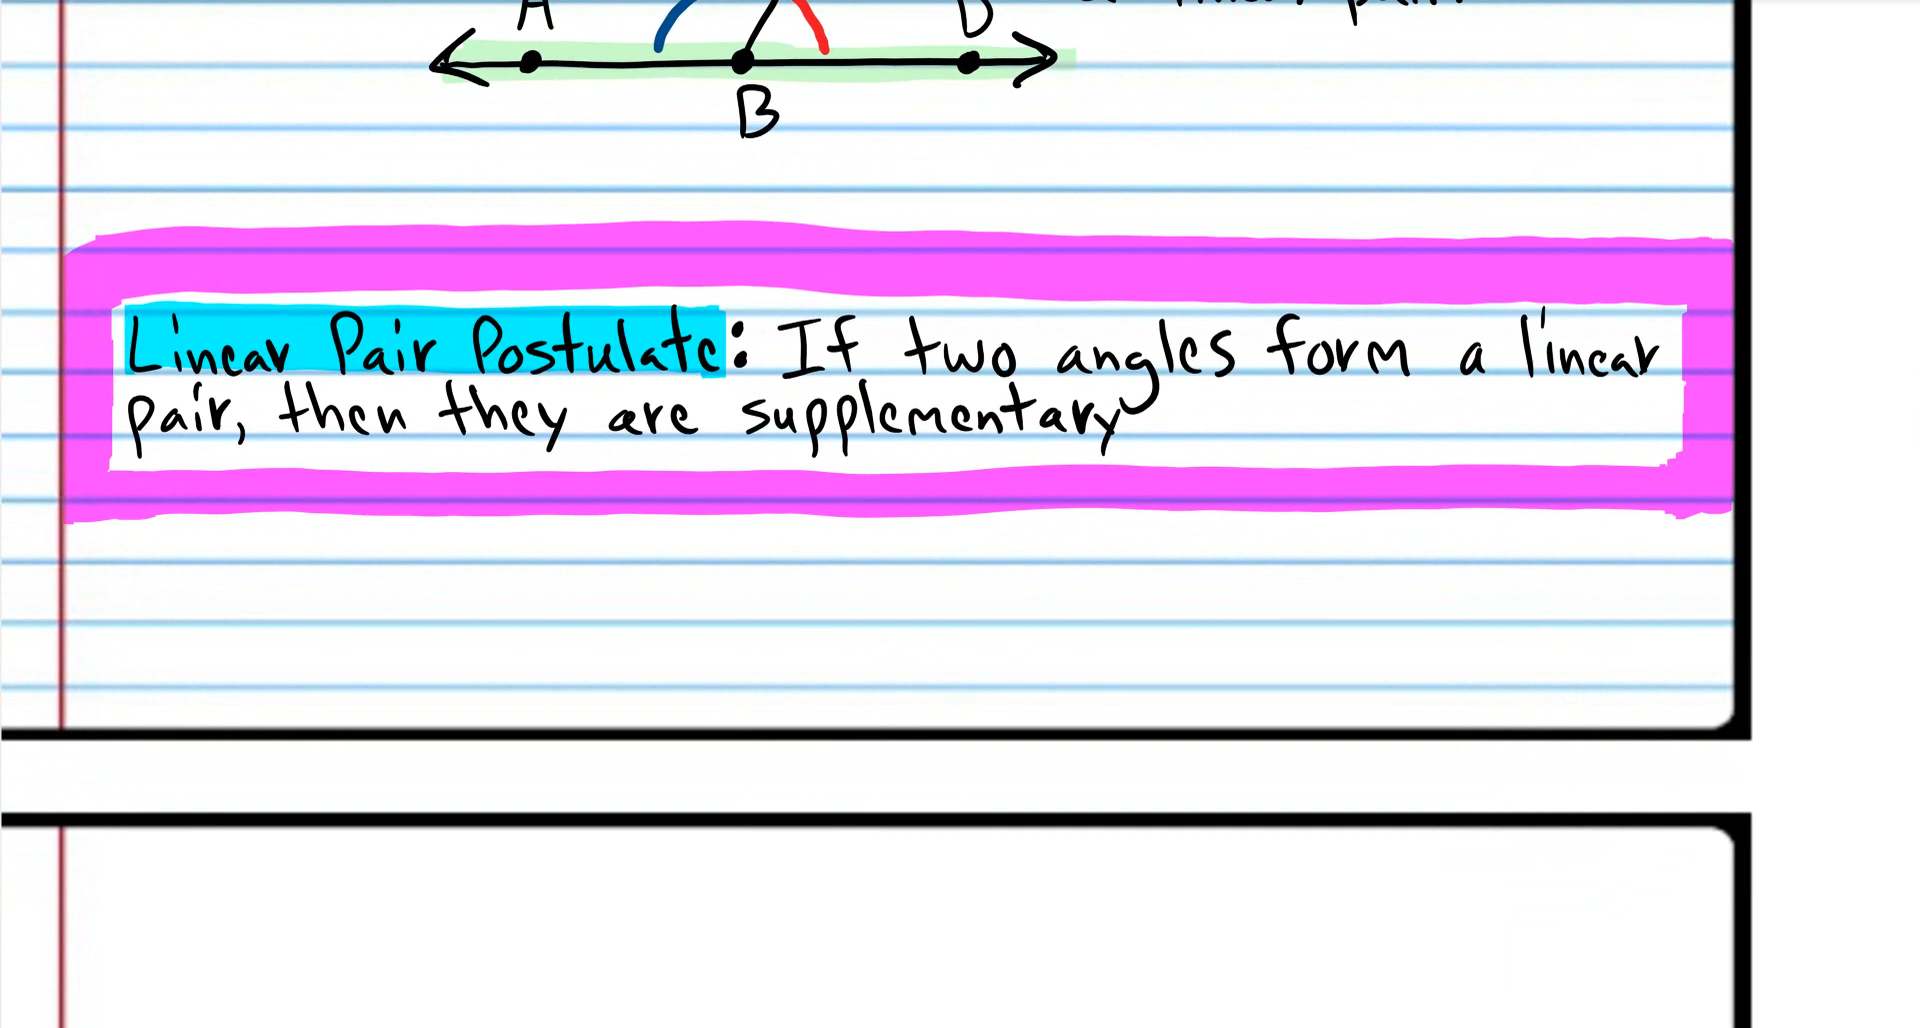 A
D
B
Linear Pair Postulate: If two angles form a linear
pair, then they are supplementary